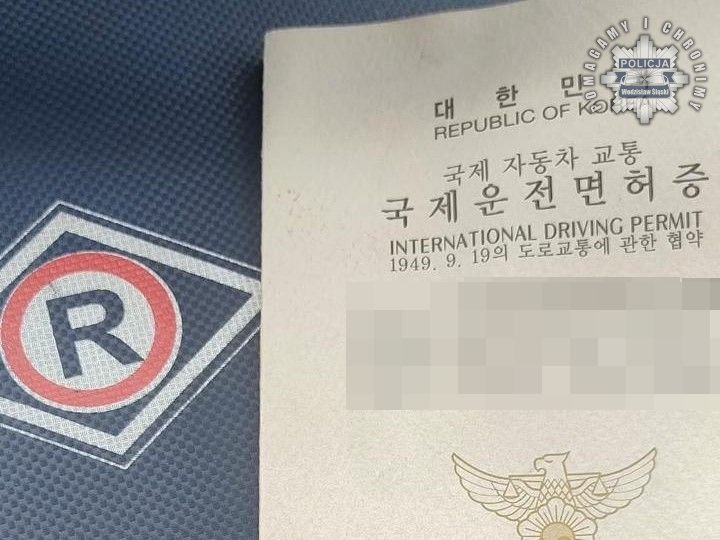 POMAGAMY I CHRONIMY
POLICJA
Wodzisław Śląski
대 한 민
REPUBLIC OF KO
국제 자동차 교통
국제운전면허증
INTERNATIONAL DRIVING PERMIT
1949. 9. 19의 도로교통에 관한 협약
R